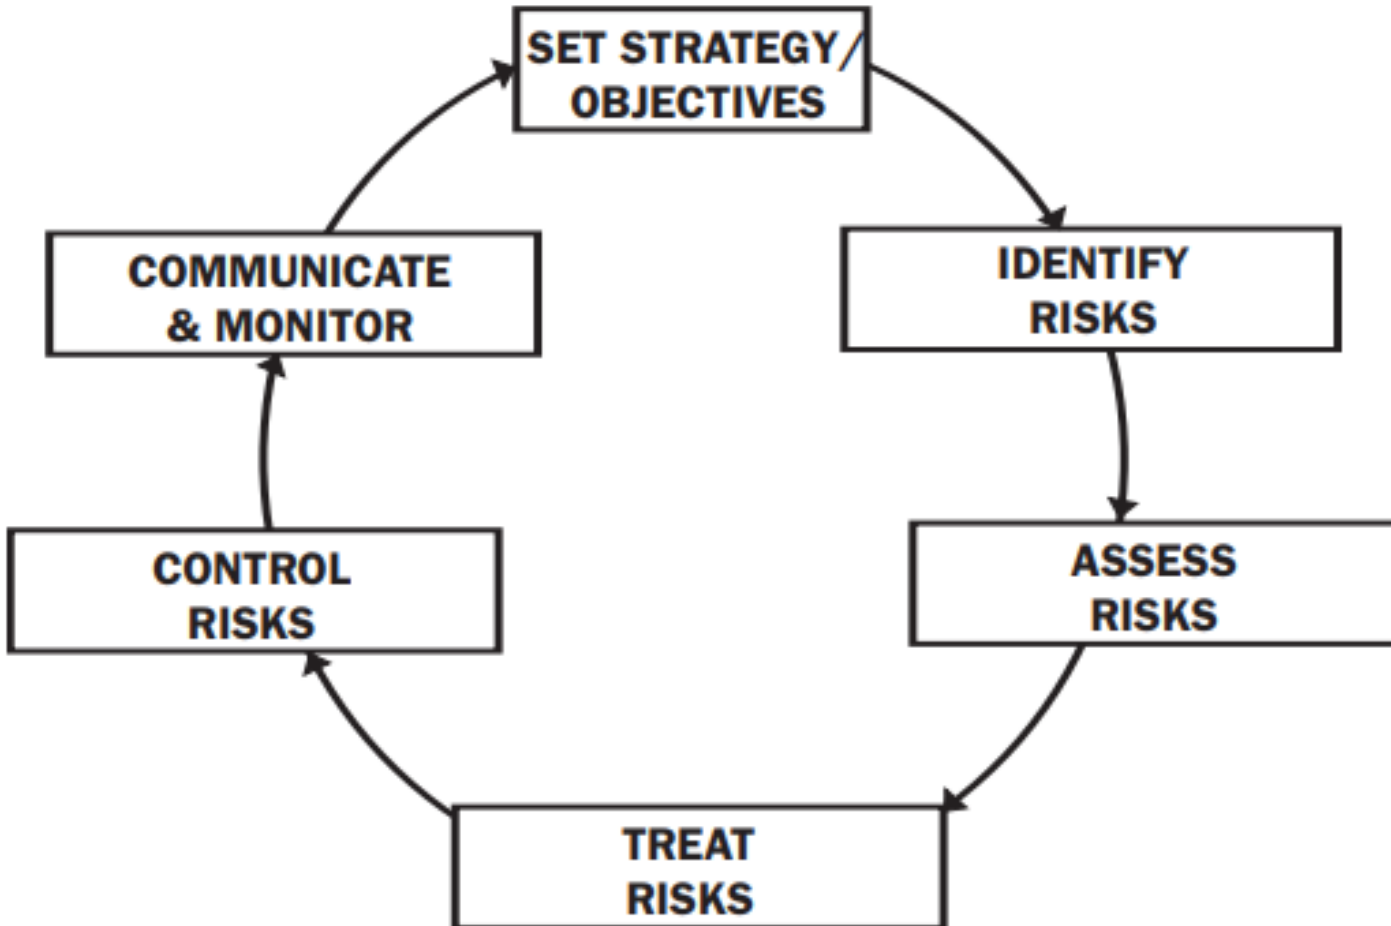 SET STRATEGY/
OBJECTIVES
IDENTIFY
RISKS
ASSESS
RISKS
TREAT
RISKS
CONTROL
RISKS
COMMUNICATE
& MONITOR